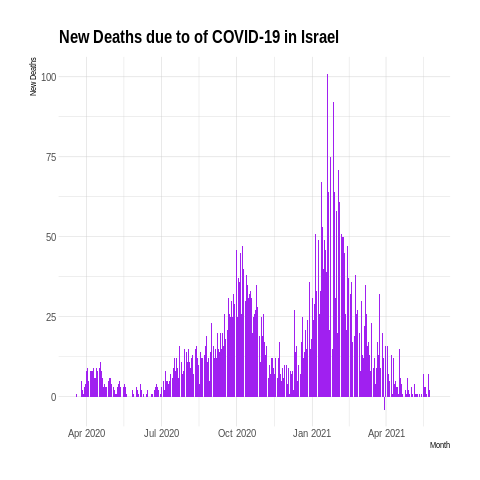 New Deaths due to of COVID-19 in Israel
New Deaths
100
75
50
25
0
Apr 2020 Jul 2020 Oct 2020 Jan 2021 Apr 2021
Month